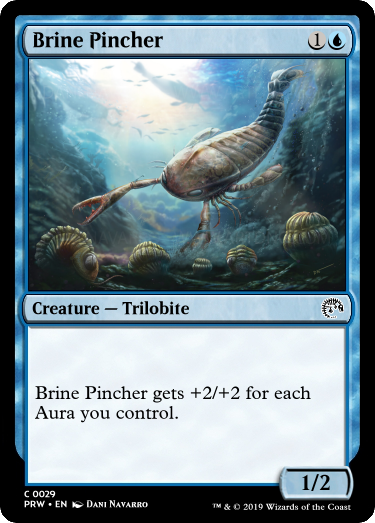 Brine Pincher 1
Creature — Trilobite
Brine Pincher gets +2/+2 for each
Aura you control.
1/2
C 0029
PRW • EN Dani Navarro
™ & © 2019 Wizards of the Coast